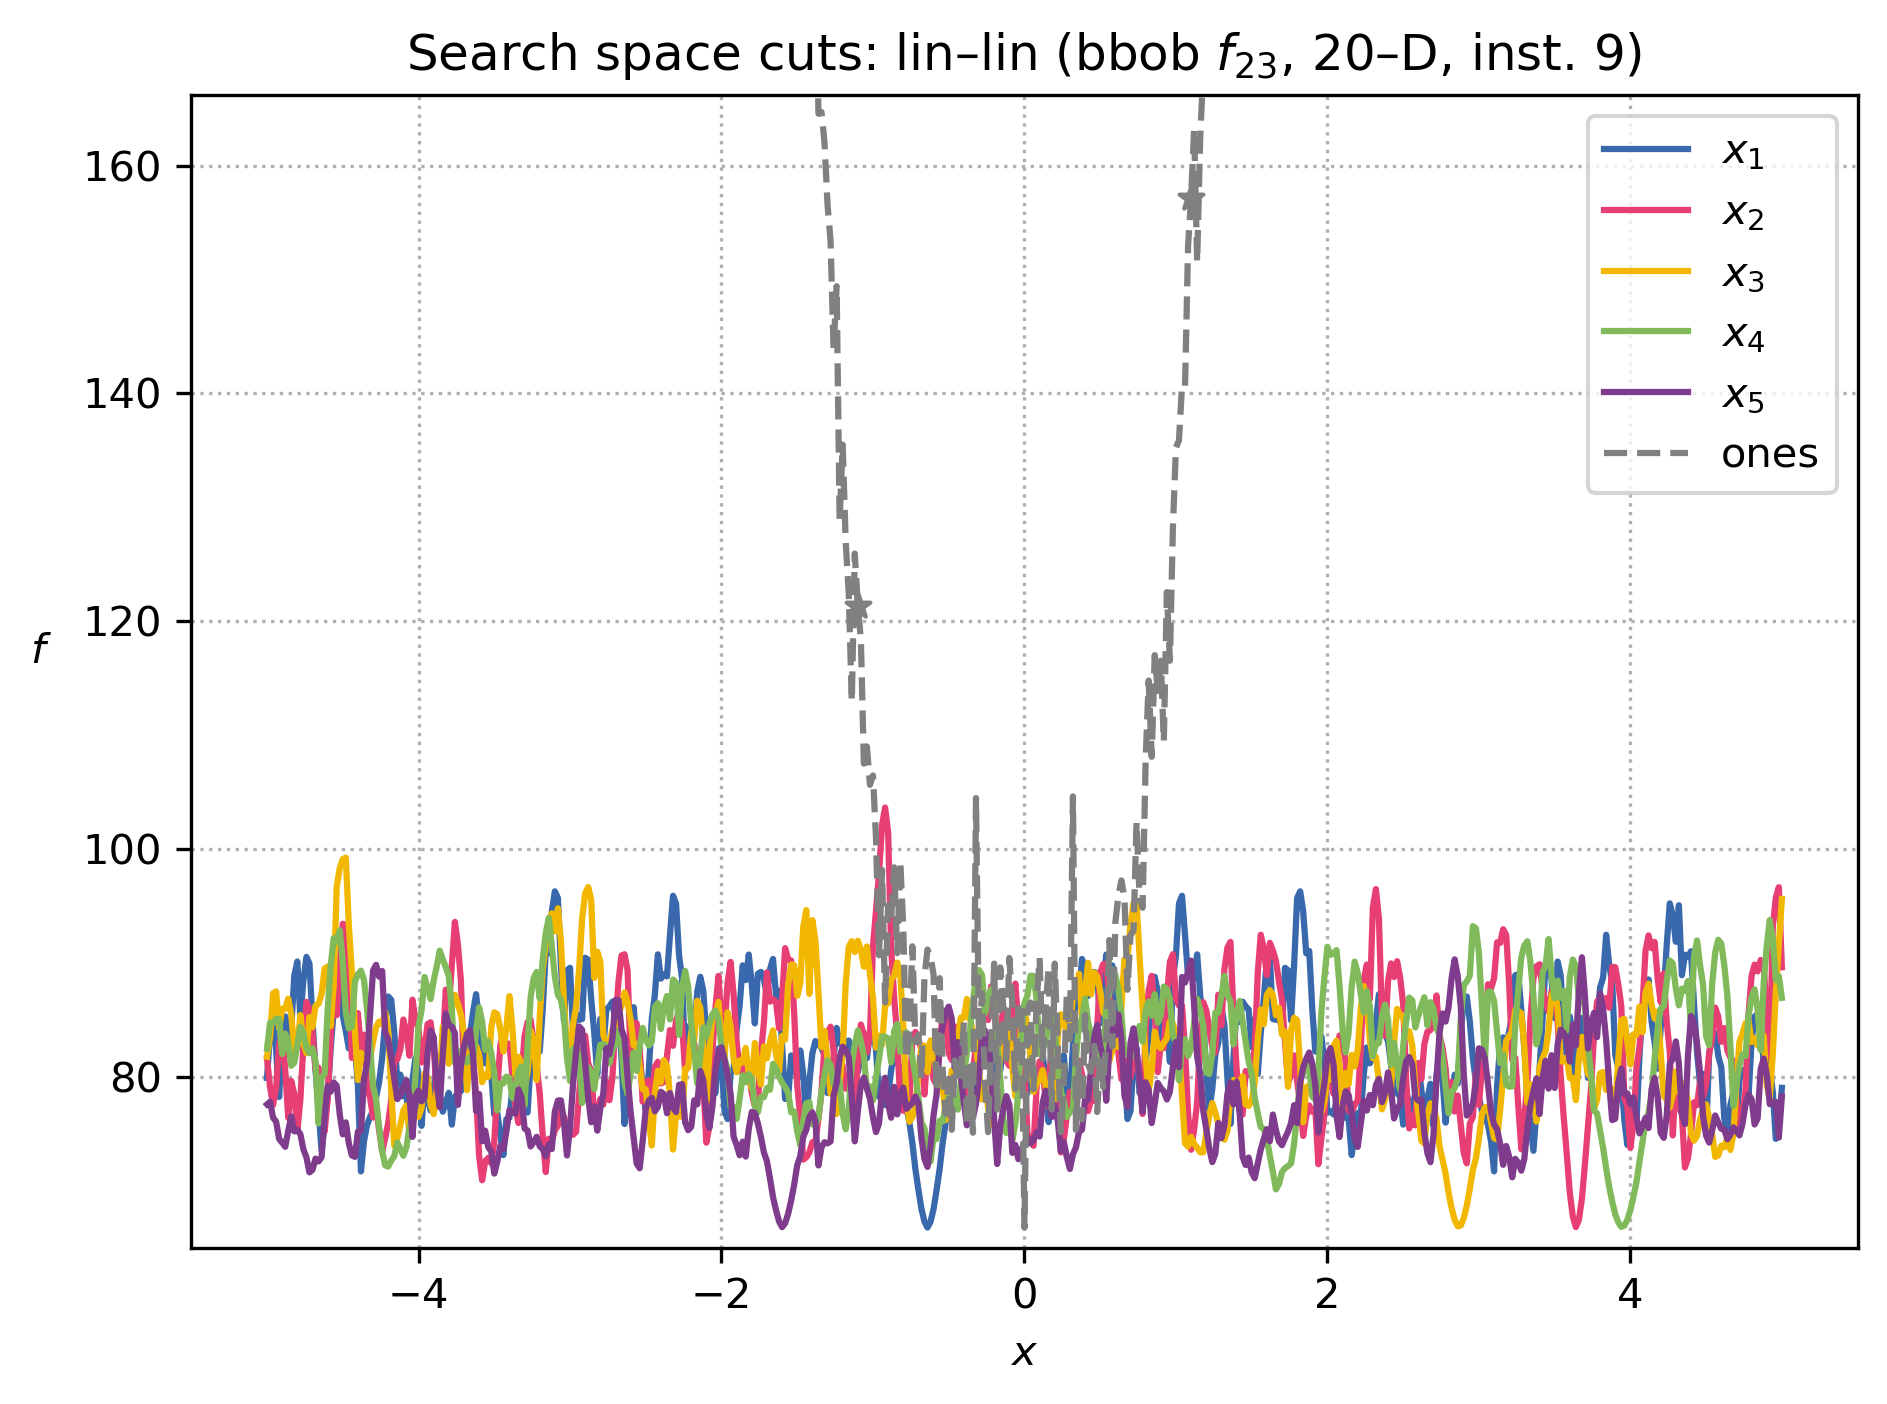 Search space cuts: lin–lin (bbob f₂₃, 20–D, inst. 9)
160
140
120
100
80
f
−4
−2
0
2
4
x
x₁
x₂
x₃
x₄
x₅
ones